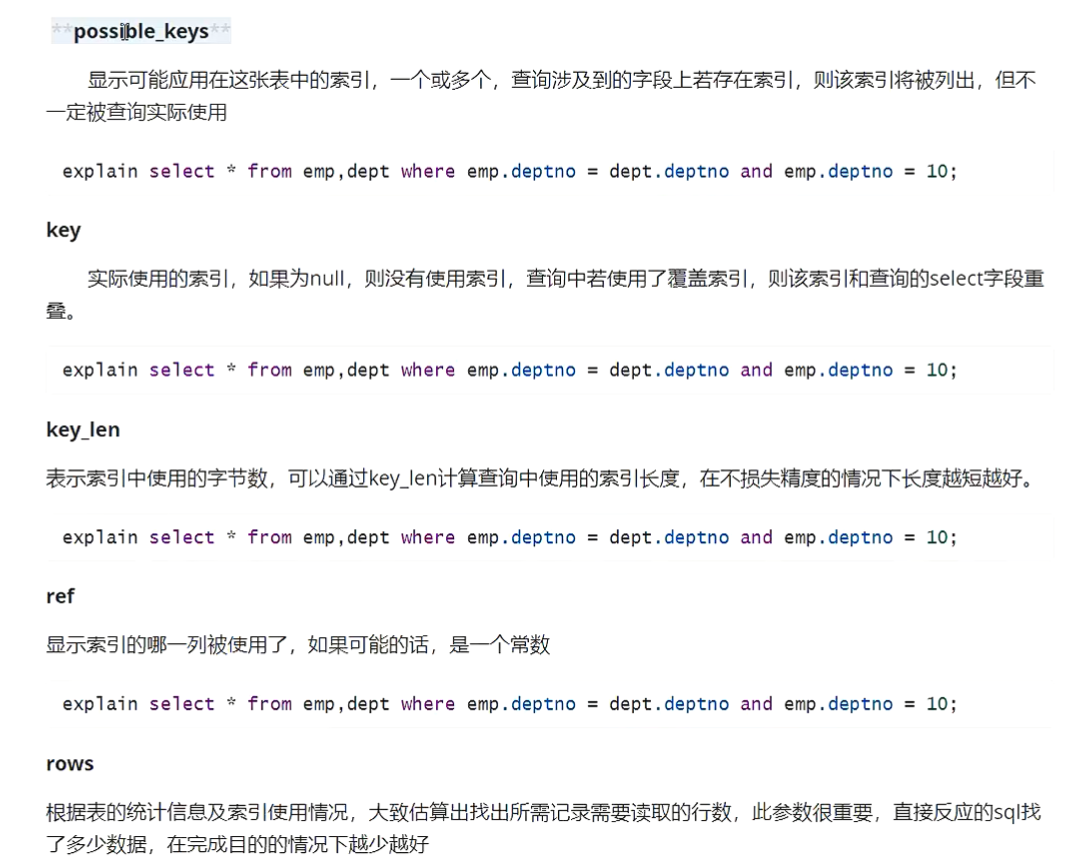 **possible_keys**
显示可能应用在这张表中的索引，一个或多个，查询涉及到的字段上若存在索引，则该索引将被列出，但不
一定被查询实际使用
explain select * from emp,dept where emp.deptno = dept.deptno and emp.deptno = 10;
key
实际使用的索引，如果为null，则没有使用索引，查询中若使用了覆盖索引，则该索引和查询的select字段重
叠。
explain select * from emp,dept where emp.deptno = dept.deptno and emp.deptno = 10;
key_len
表示索引中使用的字节数，可以通过key_len计算查询中使用的索引长度，在不损失精度的情况下长度越短越好。
explain select * from emp,dept where emp.deptno = dept.deptno and emp.deptno = 10;
ref
显示索引的哪一列被使用了，如果可能的话，是一个常数
explain select * from emp,dept where emp.deptno = dept.deptno and emp.deptno = 10;
rows
根据表的统计信息及索引使用情况，大致估算出找出所需记录需要读取的行数，此参数很重要，直接反应的sql找
了多少数据，在完成目的的情况下越少越好